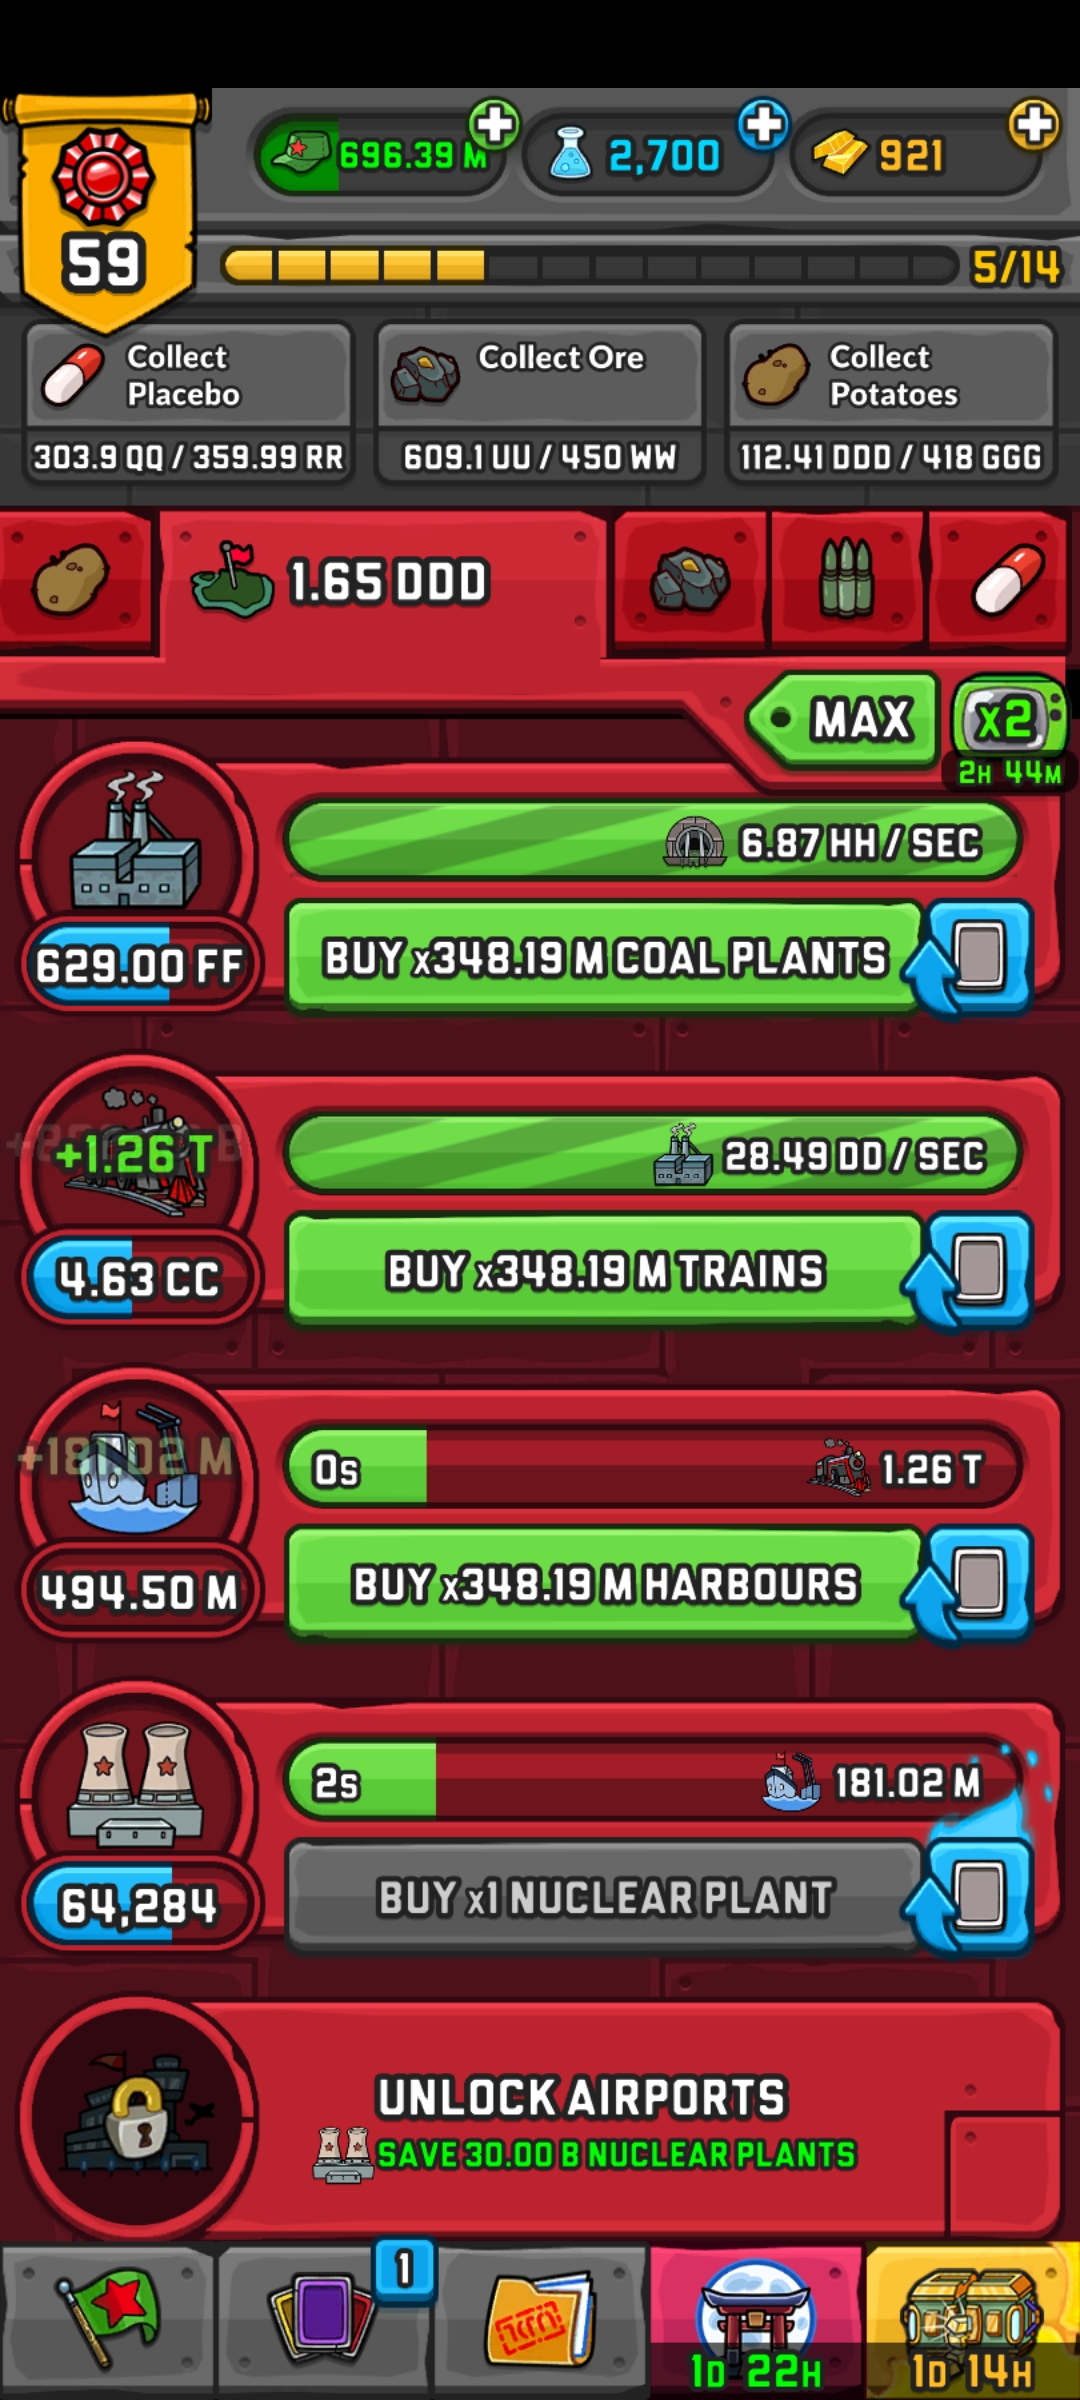 59
696.39 M
2,700
921
5/14
Collect Placebo
303.9 QQ / 359.99 RR
Collect Ore
609.1 UU / 450 WW
Collect Potatoes
112.41 DDD / 418 GGG
1.65 DDD
MAX
x2
2H 44M
6.87 HH / SEC
629.00 FF
BUY x348.19 M COAL PLANTS
+1.26 T
28.49 DD / SEC
4.63 CC
BUY x348.19 M TRAINS
+181.02 M
0s
1.26 T
494.50 M
BUY x348.19 M HARBOURS
2s
181.02 M
64,284
BUY x1 NUCLEAR PLANT
UNLOCK AIRPORTS
SAVE 30.00 B NUCLEAR PLANTS
1
1D 22H
1D 14H